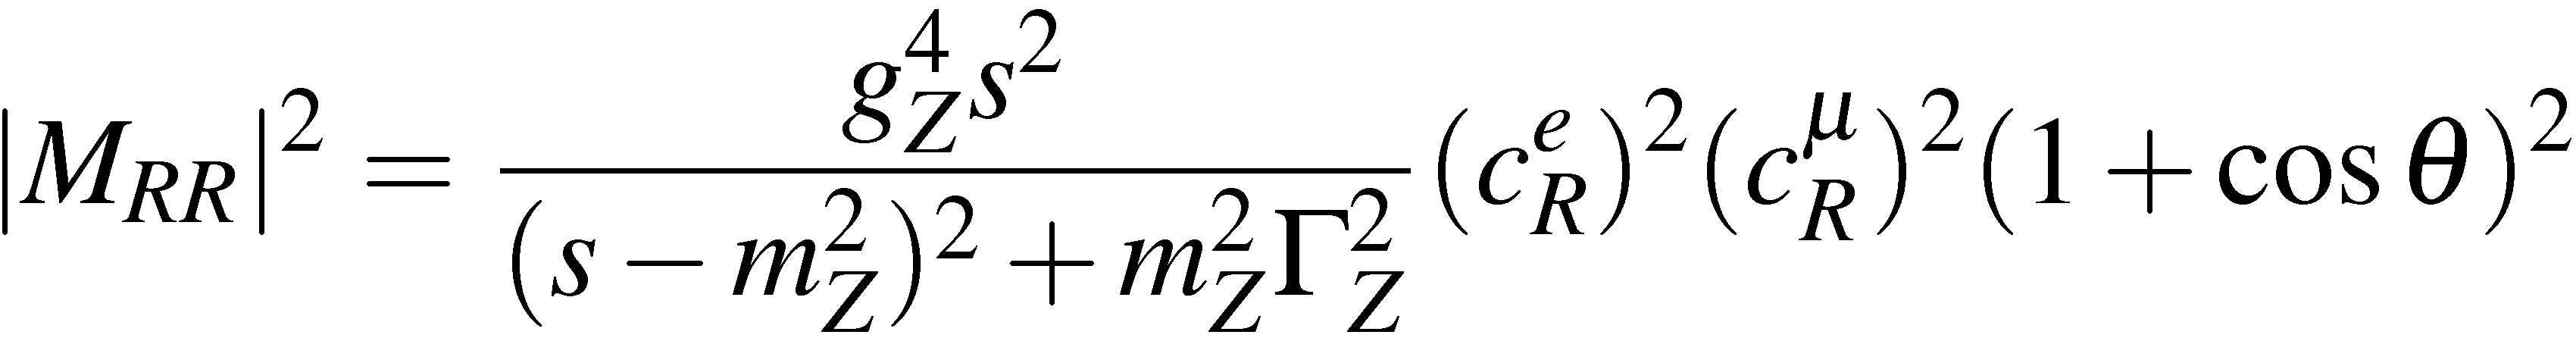 $|M_{RR}|^2 = \frac{g_Z^4 s^2}{(s - m_Z^2)^2 + m_Z^2 \Gamma_Z^2} (c_R^e)^2 (c_R^\mu)^2 (1 + \cos\theta)^2$